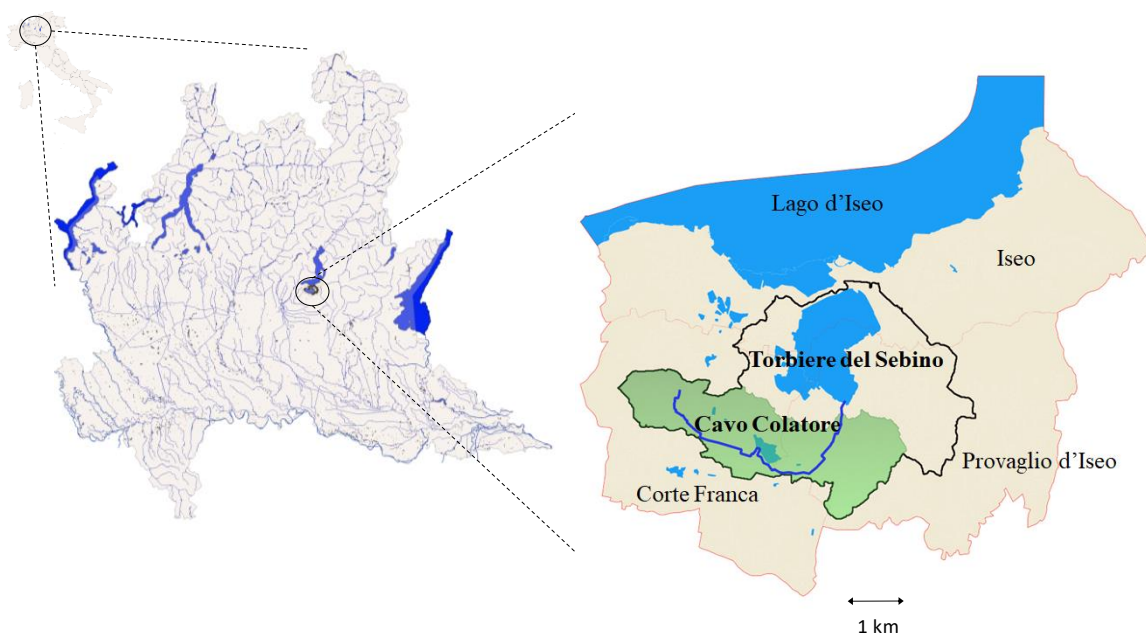 Lago d’Iseo
Iseo
Torbiere del Sebino
Cavo Colatore
Provaglio d’Iseo
Corte Franca
1 km